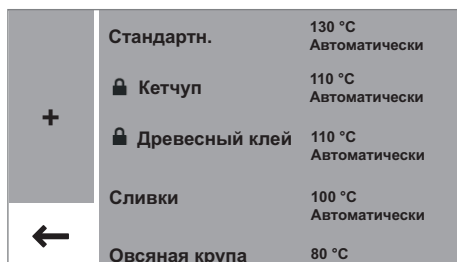 +
Стандартн.
130 °C
Автоматически
Кетчуп
110 °C
Автоматически
Древесный клей
110 °C
Автоматически
Сливки
100 °C
Автоматически
Овсяная крупа
80 °C